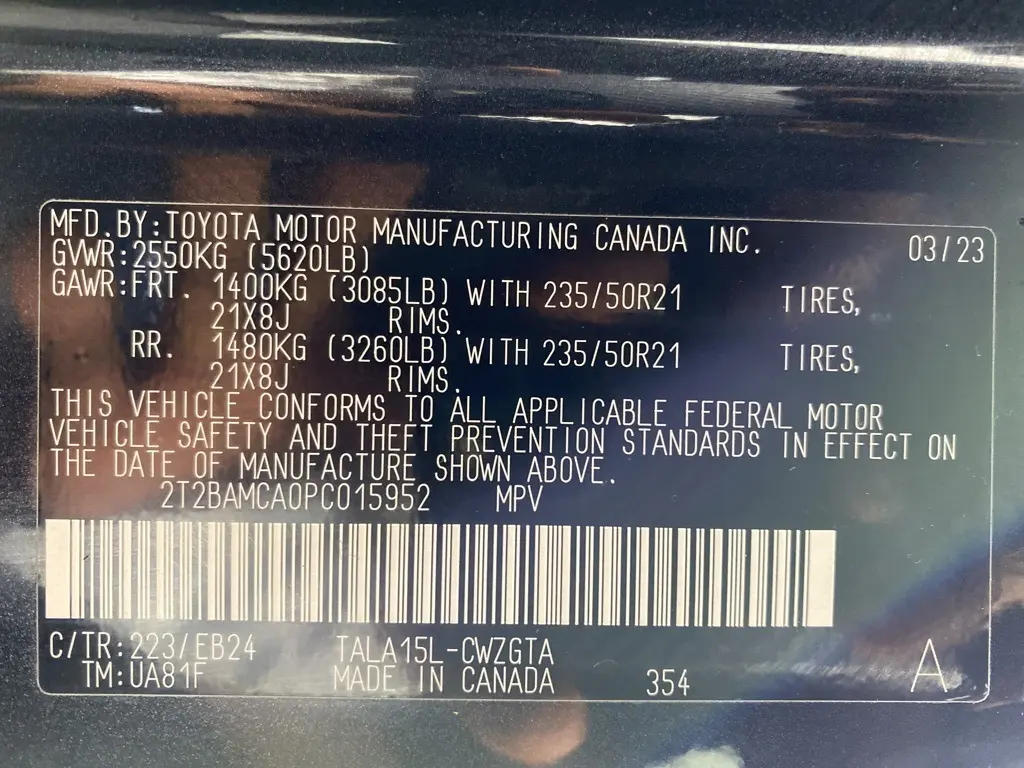 MFD.BY:TOYOTA MOTOR MANUFACTURING CANADA INC. 03/23
GVWR:2550KG (5620LB)
GAWR:FRT. 1400KG (3085LB) WITH 235/50R21 TIRES,
21X8J RIMS.
RR. 1480KG (3260LB) WITH 235/50R21 TIRES,
21X8J RIMS.
THIS VEHICLE CONFORMS TO ALL APPLICABLE FEDERAL MOTOR
VEHICLE SAFETY AND THEFT PREVENTION STANDARDS IN EFFECT ON
THE DATE OF MANUFACTURE SHOWN ABOVE.
2T2BAMCA0PC015952 MPV
C/TR:223/EB24 TALA15L-CWZGTA
TM:UA81F MADE IN CANADA 354 A